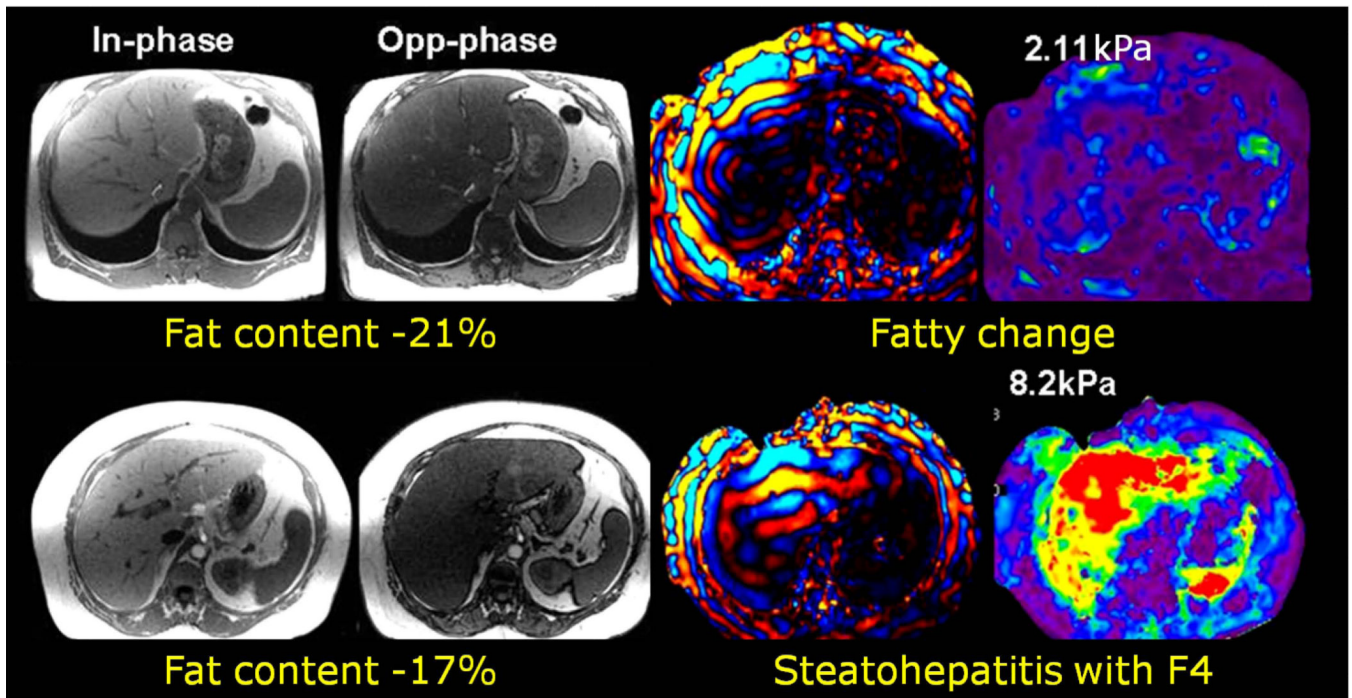 In-phase
Opp-phase
2.11kPa
Fat content -21%
Fatty change
8.2kPa
Fat content -17%
Steatohepatitis with F4